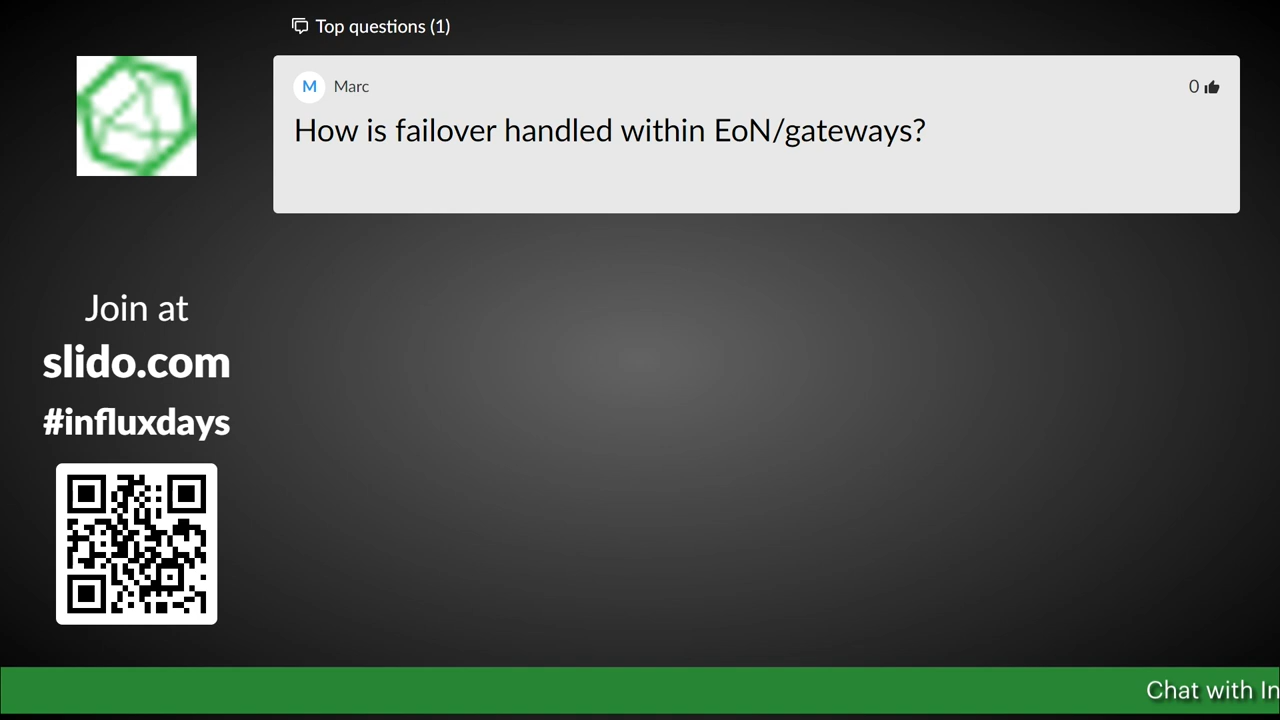 Top questions (1)
M Marc 0
How is failover handled within EoN/gateways?
Join at
slido.com
#influxdays
Chat with In